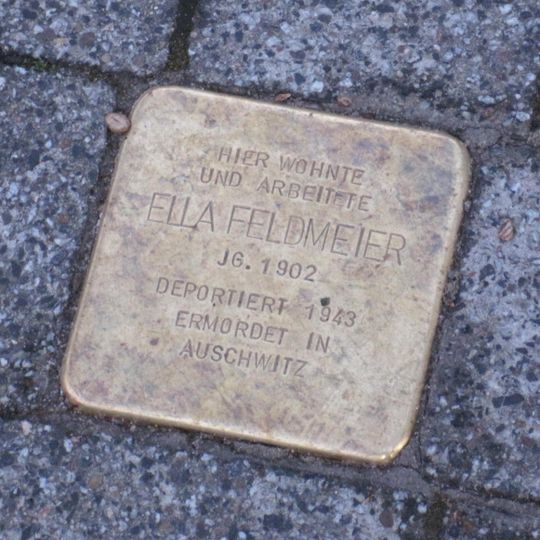 HIER WOHNTE
UND ARBEITETE
ELLA FELDMEIER
JG. 1902
DEPORTIERT 1943
ERMORDET IN
AUSCHWITZ